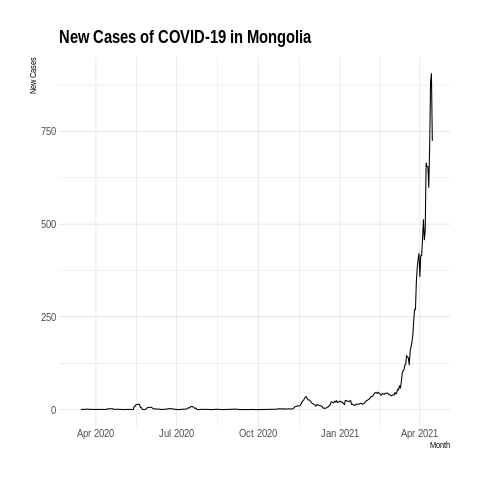 New Cases of COVID-19 in Mongolia
New Cases
750
500
250
0
Apr 2020
Jul 2020
Oct 2020
Jan 2021
Apr 2021
Month